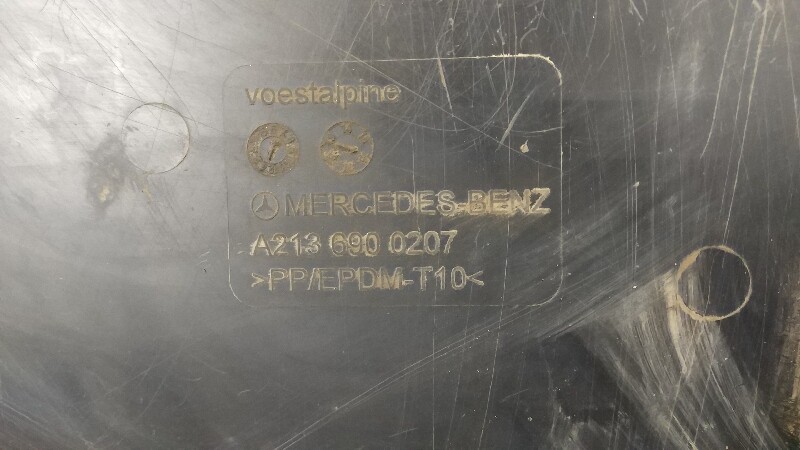 voestalpine
MERCEDES-BENZ
A213 690 0207
>PP/EPDM-T10<